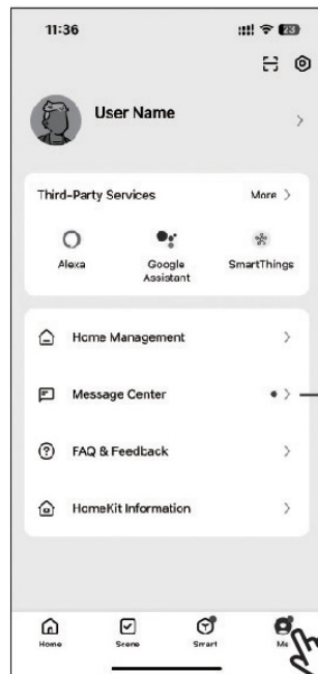 11:36
23
User Name
Third-Party Services
More
Alexa
Google
Assistant
SmartThings
Home Management
Message Center
FAQ & Feedback
HomeKit Information
Home
Scene
Smart
Me